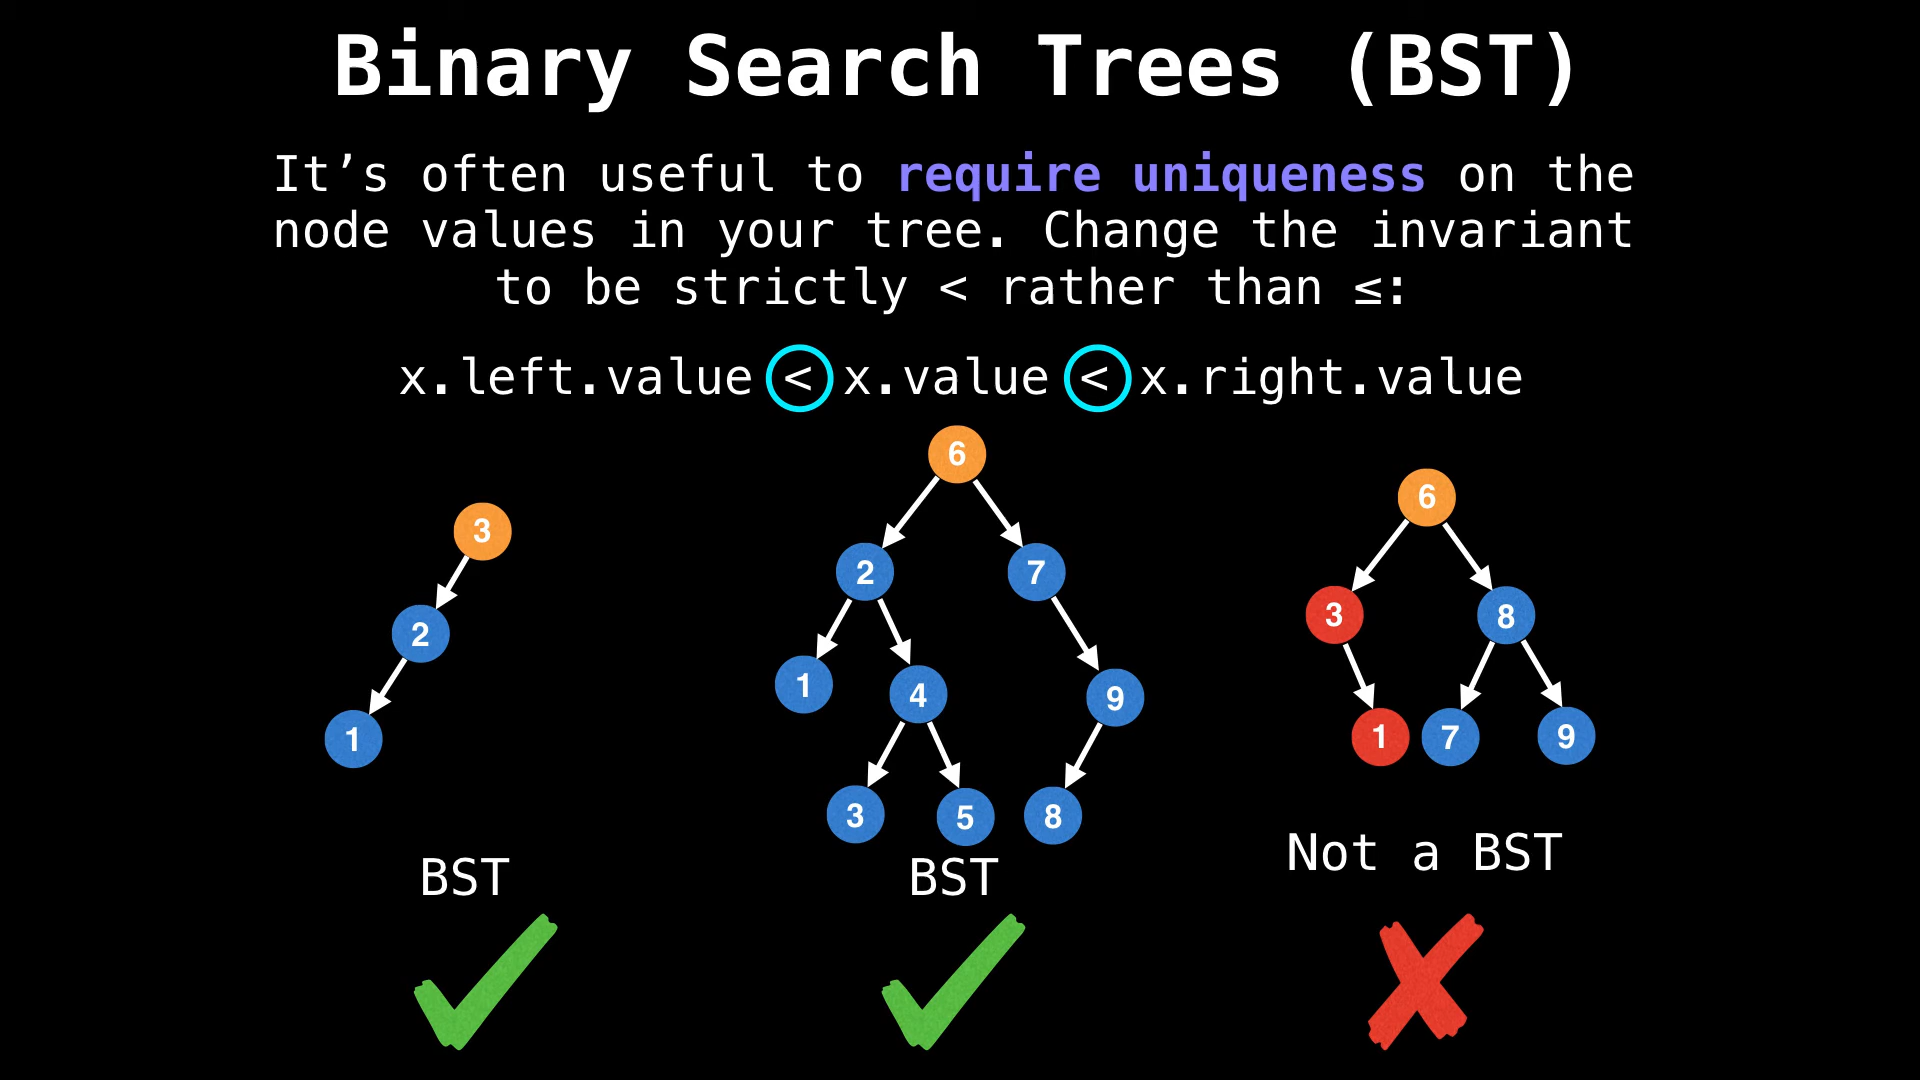 Binary Search Trees (BST)
It’s often useful to require uniqueness on the
node values in your tree. Change the invariant
to be strictly < rather than ≤:
x.left.value < x.value < x.right.value
3
2
1
BST
6
2
7
1
4
9
3
5
8
BST
6
3
8
1
7
9
Not a BST